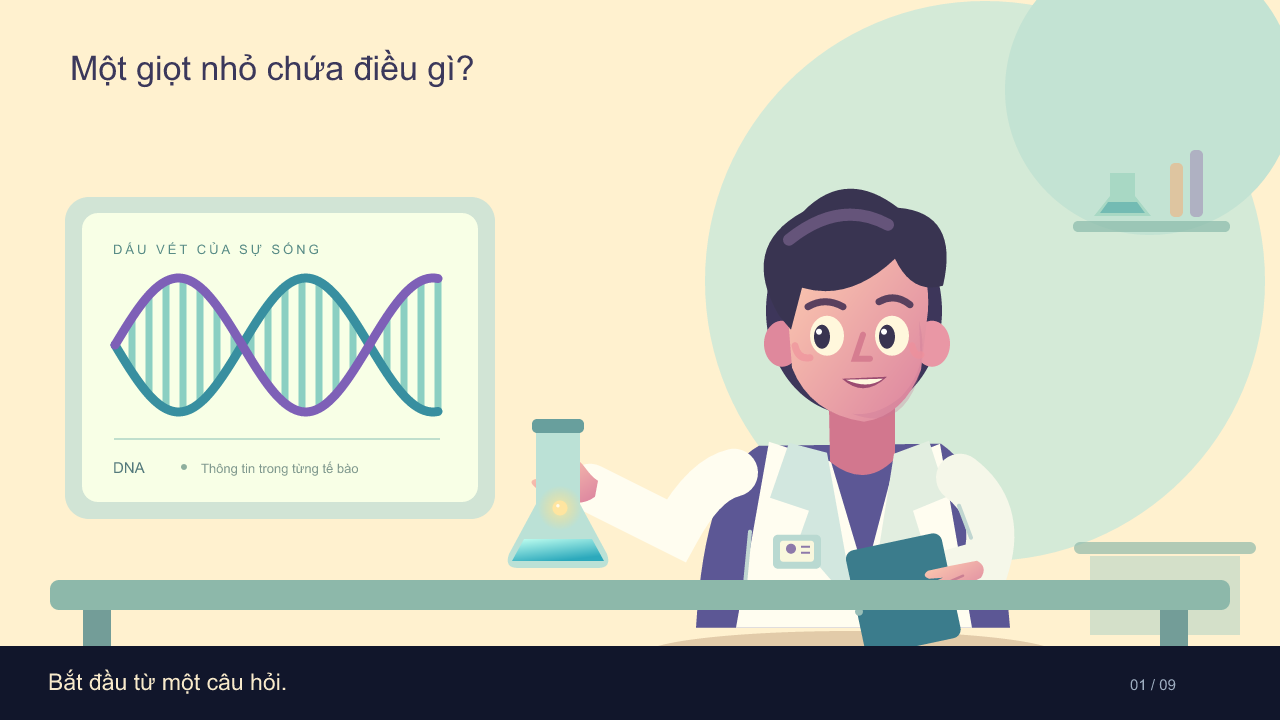 Một giọt nhỏ chứa điều gì?
DẤU VẾT CỦA SỰ SỐNG
DNA • Thông tin trong từng tế bào
Bắt đầu từ một câu hỏi.
01 / 09